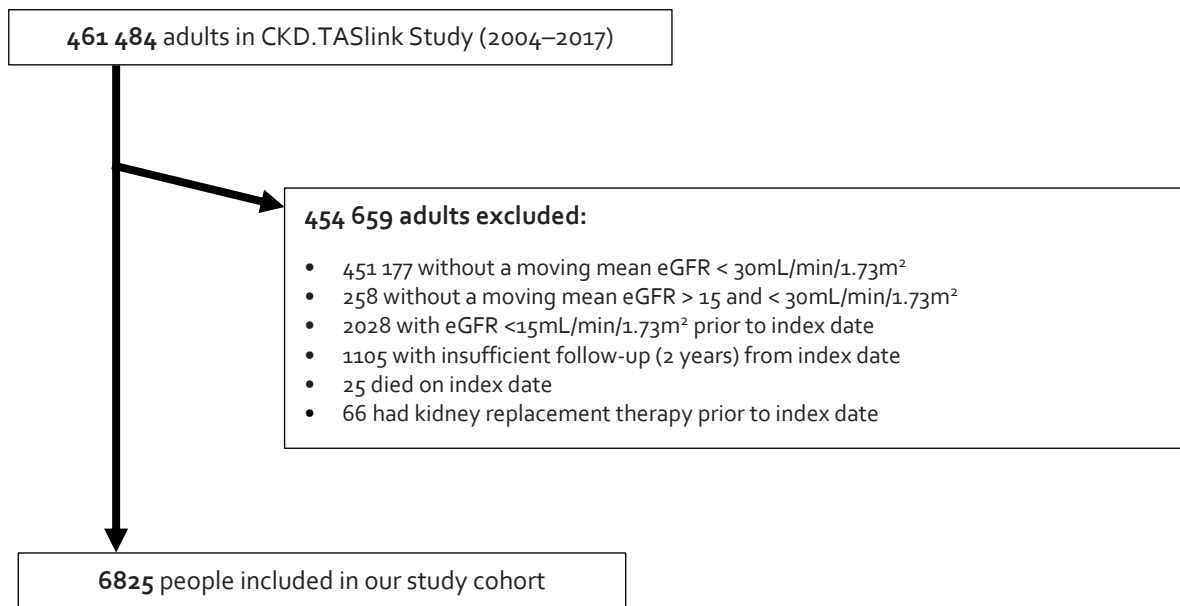 461 484 adults in CKD.TASlink Study (2004–2017)
454 659 adults excluded:
• 451 177 without a moving mean eGFR < 30mL/min/1.73m²
• 258 without a moving mean eGFR > 15 and < 30mL/min/1.73m²
• 2028 with eGFR <15mL/min/1.73m² prior to index date
• 1105 with insufficient follow-up (2 years) from index date
• 25 died on index date
• 66 had kidney replacement therapy prior to index date
6825 people included in our study cohort